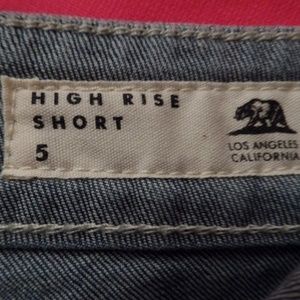 HIGH RISE
SHORT
5
LOS ANGELES
CALIFORNIA